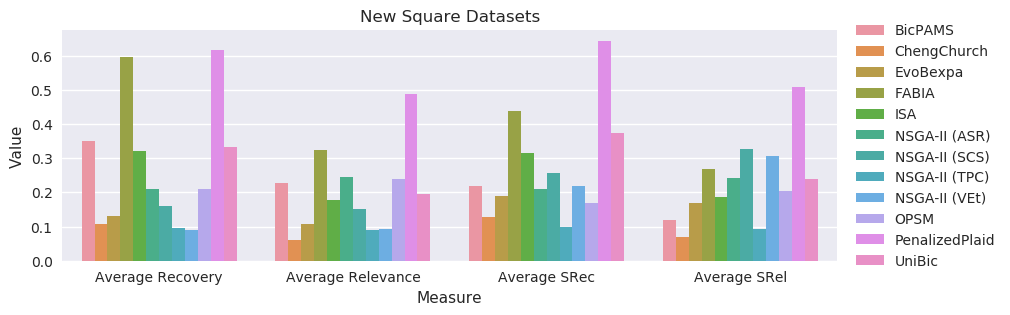 New Square Datasets
Value
0.6
0.5
0.4
0.3
0.2
0.1
0.0
Average Recovery
Average Relevance
Average SRec
Average SRel
Measure
BicPAMS
ChengChurch
EvoBexpa
FABIA
ISA
NSGA-II (ASR)
NSGA-II (SCS)
NSGA-II (TPC)
NSGA-II (VEt)
OPSM
PenalizedPlaid
UniBic